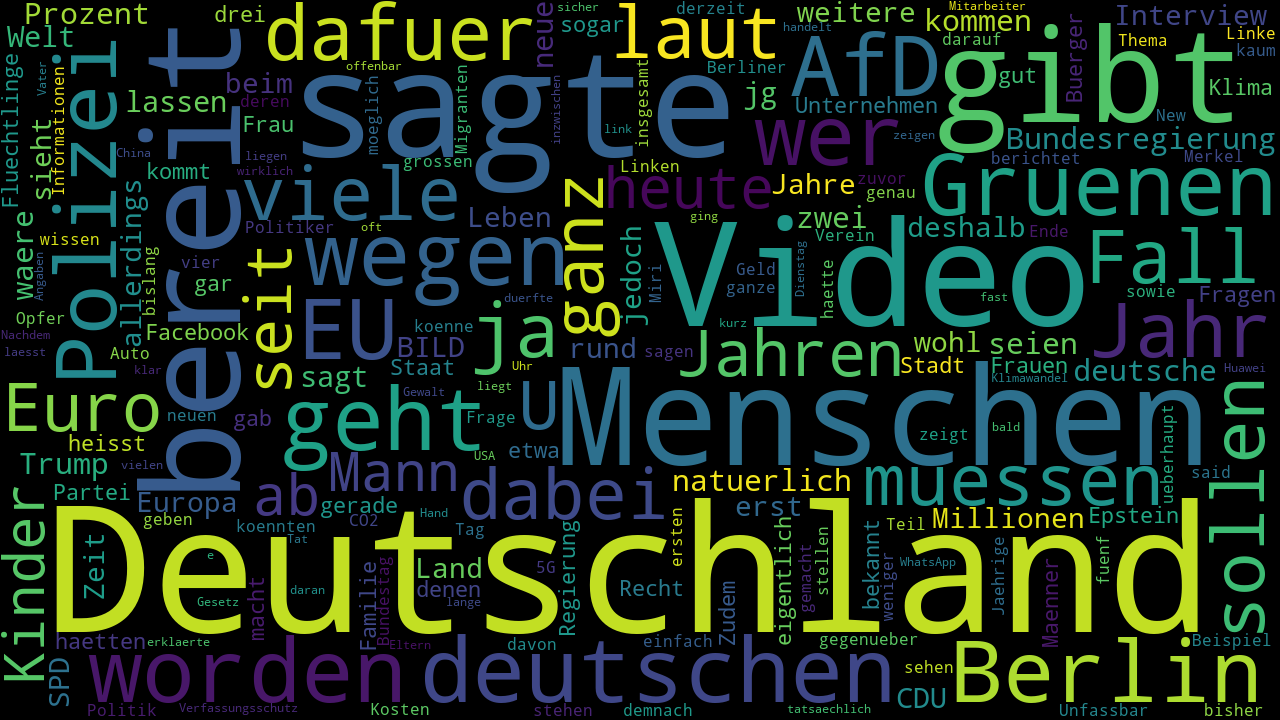 Prozent
drei
dafuer
sicher
sogar
neue
laut
derzeit
weitere
Mitarbeiter
handelt
kommen
darauf
Buerger
Interview
Thema
Linke
kaum
Welt
Polizei
bereit
offenbar
Berliner
AfD
gibt
gut
Klima
Fluechtlinge
Vater
Informationen
lassen
beim
deren
Frau
sagte
moeglich
Migranten
inzwischen
link
insgesamt
jg
Unternehmen
wer
zeigen
New
Bundesregierung
berichtet
Merkel
sieht
China
kommt
liegen
wirklich
grossen
Linken
heute
Jahre
zuvor
genau
Gruenen
waere
wissen
Angaben
allerdings
bislang
vier
viele
Politiker
oft
Leben
ganz
ging
zwei
Verein
deshalb
Ende
wegen
jedoch
Miri
Video
Geld
ganze
Dienstag
haette
Fall
sowie
Fragen
gar
seit
Opfer
Nachdem
laesst
Facebook
Auto
klar
EU
BILD
koenne
duerfte
ja
rund
sagen
kurz
fast
Jahren
wohl
seien
Jahr
Stadt
Frauen
Klimawandel
deutsche
Huawei
Euro
neuen
gab
sagt
Staat
Gewalt
Uhr
liegt
Frage
USA
etwa
U
Menschen
zeigt
bald
sollen
heisst
geht
Trump
vielen
Partei
Europa
geben
ab
Mann
gerade
dabei
natuerlich
erst
muessen
ueberhaupt
said
Kinder
Zeit
koennten
Tat
CO2
Hand
Tag
ersten
eigentlich
Teil
Millionen
Epstein
Deutschland
e
Gesetz
daran
macht
Familie
Bundestag
Land
denen
lange
5G
Regierung
Recht
zudem
gemacht
stellen
bekannt
WhatsApp
weniger
Jaehrige
Maenner
fuenf
haetten
erklaerte
Eltern
davon
einfach
gegenueber
sehen
Beispiel
SPD
worden
deutschen
CDU
Berlin
Politik
Verfassungsschutz
Kosten
stehen
demnach
tatsaechlich
Unfassbar
bisher